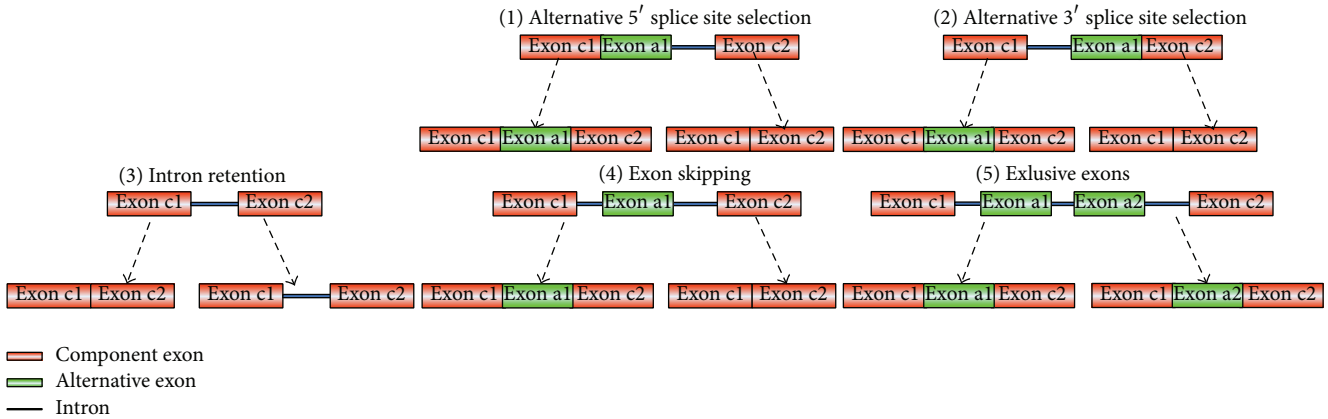 (1) Alternative 5′ splice site selection
Exon c1 Exon a1 Exon c2
Exon c1 Exon a1 Exon c2 Exon c1 Exon c2
(2) Alternative 3′ splice site selection
Exon c1 Exon a1 Exon c2
Exon c1 Exon a1 Exon c2 Exon c1 Exon c2
(3) Intron retention
Exon c1 Exon c2
Exon c1 Exon c2 Exon c1 Exon c2
(4) Exon skipping
Exon c1 Exon a1 Exon c2
Exon c1 Exon a1 Exon c2 Exon c1 Exon c2
(5) Exlusive exons
Exon c1 Exon a1 Exon a2 Exon c2
Exon c1 Exon a1 Exon c2 Exon c1 Exon a2 Exon c2
Component exon
Alternative exon
Intron